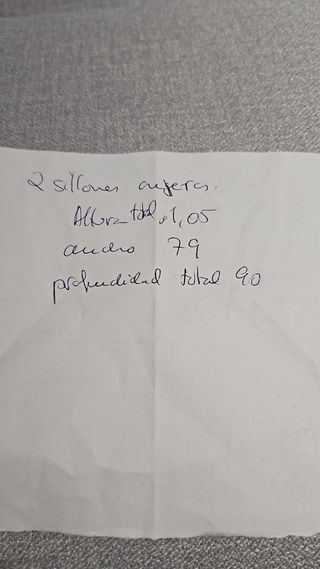 2 sillones orejeros.
Altura total 1,05
ancho 79
profundidad total 90